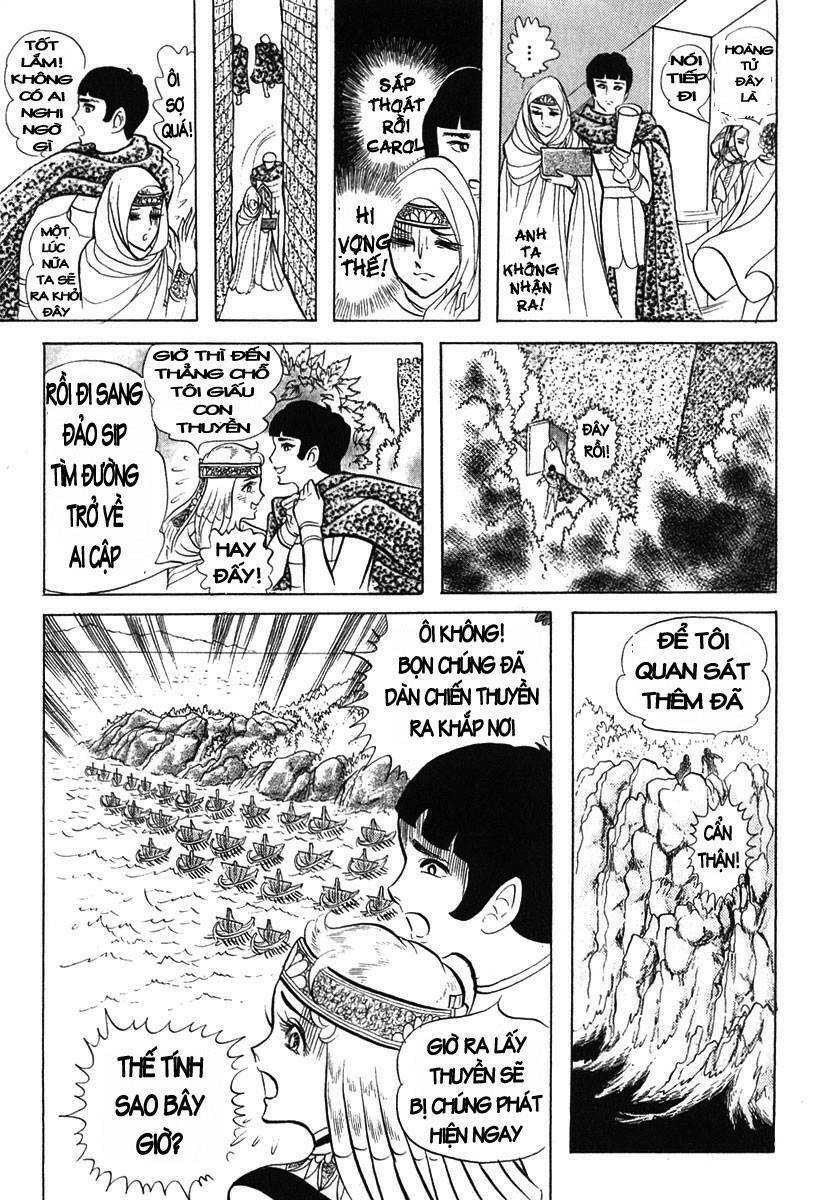 HOÀNG
TỬ
ĐÂY
LÀ
...
NÓI
TIẾP
ĐI
...
ANH
TA
KHÔNG
NHẬN
RA!
SẮP
THOÁT
RỒI
CAROL
HI
VỌNG
THẾ!
ÔI
SỢ
QUÁ!
TỐT
LẮM!
KHÔNG
CÓ AI
NGHI
NGỜ
GÌ
MỘT
LÚC
NỮA
TA SẼ
RA KHỎI
ĐÂY
ĐÂY
RỒI!
GIỜ THÌ ĐẾN
THẲNG CHỖ
TÔI GIẤU
CON
THUYỀN
RỒI ĐI SANG
ĐẢO SIP
TÌM ĐƯỜNG
TRỞ VỀ
AI CẬP
HAY
ĐẤY!
ĐỂ TÔI
QUAN SÁT
THÊM ĐÃ
CẨN
THẬN!
ÔI KHÔNG!
BỌN CHÚNG ĐÃ
DÀN CHIẾN THUYỀN
RA KHẮP NƠI
GIỜ RA LẤY
THUYỀN SẼ
BỊ CHÚNG PHÁT
HIỆN NGAY
THẾ TÍNH
SAO BÂY
GIỜ?